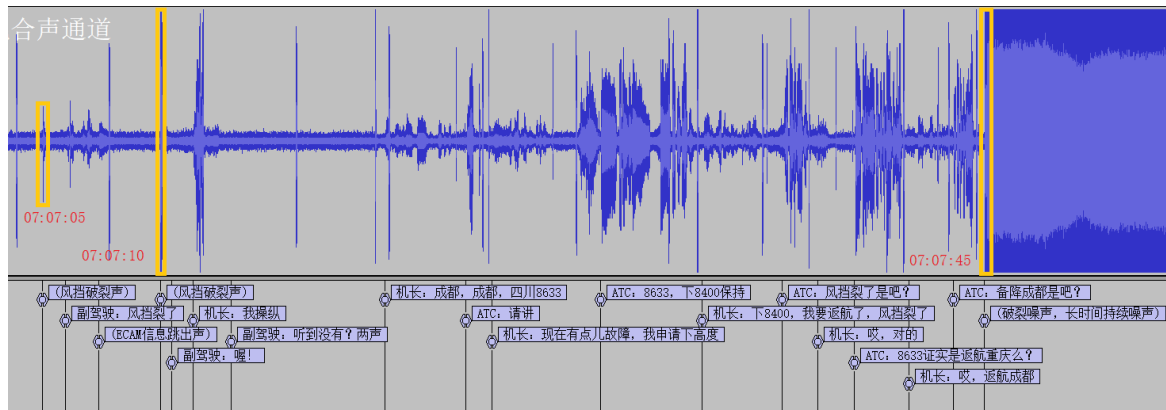 合声通道
07:07:05
07:07:10
07:07:45
(风挡破裂声)
(风挡破裂声)
机长: 成都, 成都, 四川8633
ATC: 8633, 下8400保持
ATC: 风挡裂了是吧?
ATC: 备降成都是吧?
副驾驶: 风挡裂了
机长: 我操纵
ATC: 请讲
机长: 下8400, 我要返航了, 风挡裂了
(破裂噪声, 长时间持续噪声)
(ECAM信息跳出声)
副驾驶: 听到没有? 两声
机长: 现在有点儿故障, 我申请下高度
机长: 哎, 对的
副驾驶: 喔!
ATC: 8633证实是返航重庆么?
机长: 哎, 返航成都